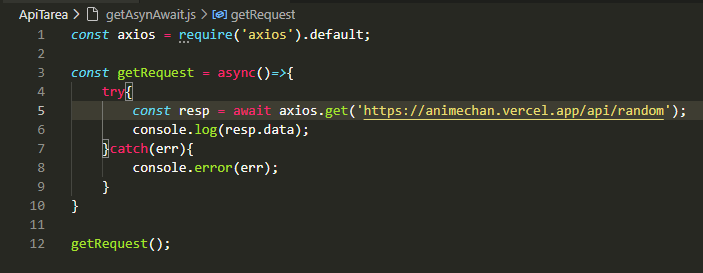 ApiTarea > JS getAsynAwait.js > getRequest
1 const axios = require('axios').default;
2
3 const getRequest = async()=>{
4 try{
5 const resp = await axios.get('https://animechan.vercel.app/api/random');
6 console.log(resp.data);
7 }catch(err){
8 console.error(err);
9 }
10 }
11
12 getRequest();